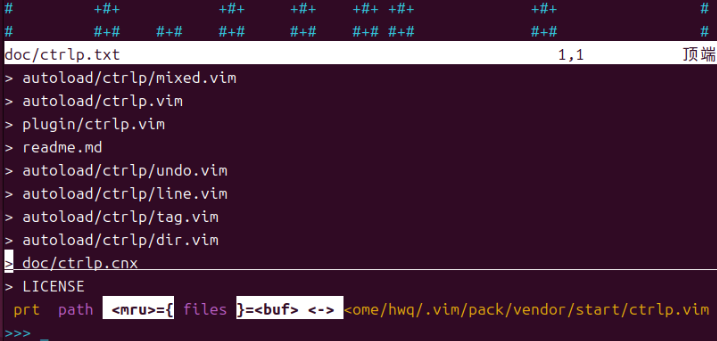 #         +#+           +#+     +#+    +#+ +#+             +#+                #
#         #+#    #+#    #+#     #+#    #+# #+#             #+#                #
doc/ctrlp.txt                                                 1,1           顶端
> autoload/ctrlp/mixed.vim
> autoload/ctrlp.vim
> plugin/ctrlp.vim
> readme.md
> autoload/ctrlp/undo.vim
> autoload/ctrlp/line.vim
> autoload/ctrlp/tag.vim
> autoload/ctrlp/dir.vim
> doc/ctrlp.cnx
> LICENSE
prt  path  <mru>={ files }=<buf> <-> <ome/hwq/.vim/pack/vendor/start/ctrlp.vim
>>> _